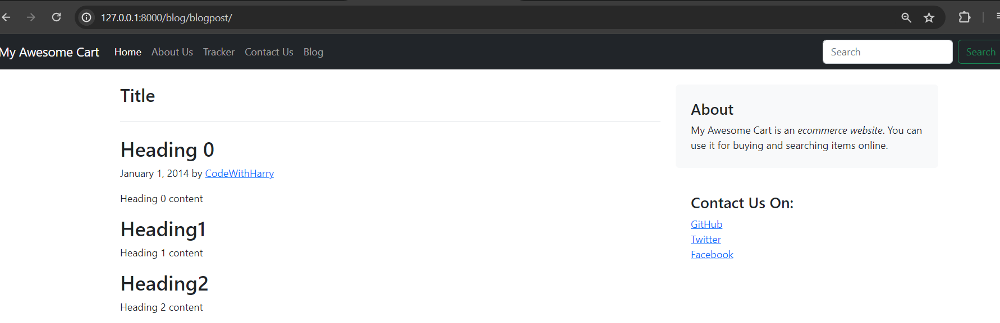 127.0.0.1:8000/blog/blogpost/
My Awesome Cart Home About Us Tracker Contact Us Blog Search Search
Title
Heading 0
January 1, 2014 by CodeWithHarry
Heading 0 content
Heading1
Heading 1 content
Heading2
Heading 2 content
About
My Awesome Cart is an ecommerce website. You can
use it for buying and searching items online.
Contact Us On:
GitHub
Twitter
Facebook